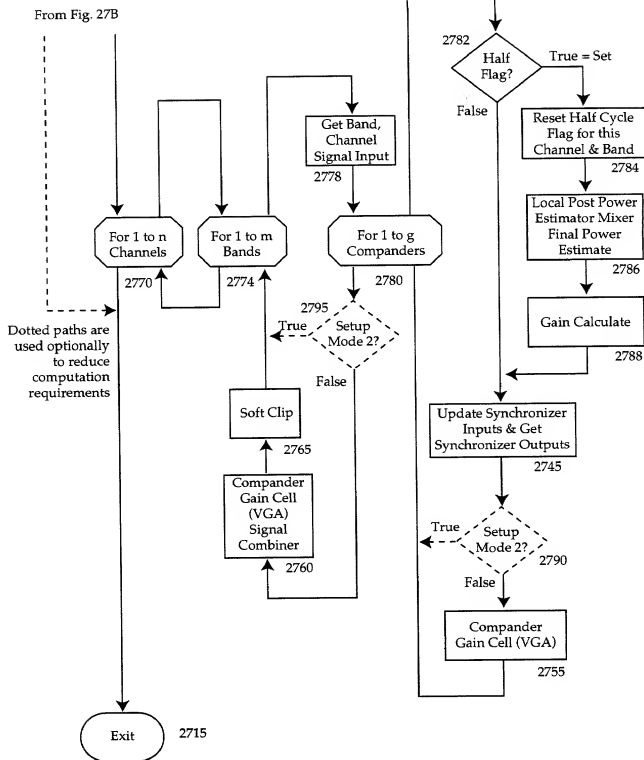 From Fig. 27B
2782
Half
Flag?
True = Set
False
Reset Half Cycle
Flag for this
Channel & Band
2784
Get Band,
Channel
Signal Input
2778
Local Post Power
Estimator Mixer
Final Power
Estimate
2786
For 1 to n
Channels
2770
For 1 to m
Bands
2774
For 1 to g
Companders
2780
Gain Calculate
2788
Dotted paths are
used optionally
to reduce
computation
requirements
2795
True
Setup
Mode 2?
False
Soft Clip
2765
Update Synchronizer
Inputs & Get
Synchronizer Outputs
2745
Compander
Gain Cell
(VGA)
Signal
Combiner
2760
True
Setup
Mode 2?
2790
False
Compander
Gain Cell (VGA)
2755
Exit
2715